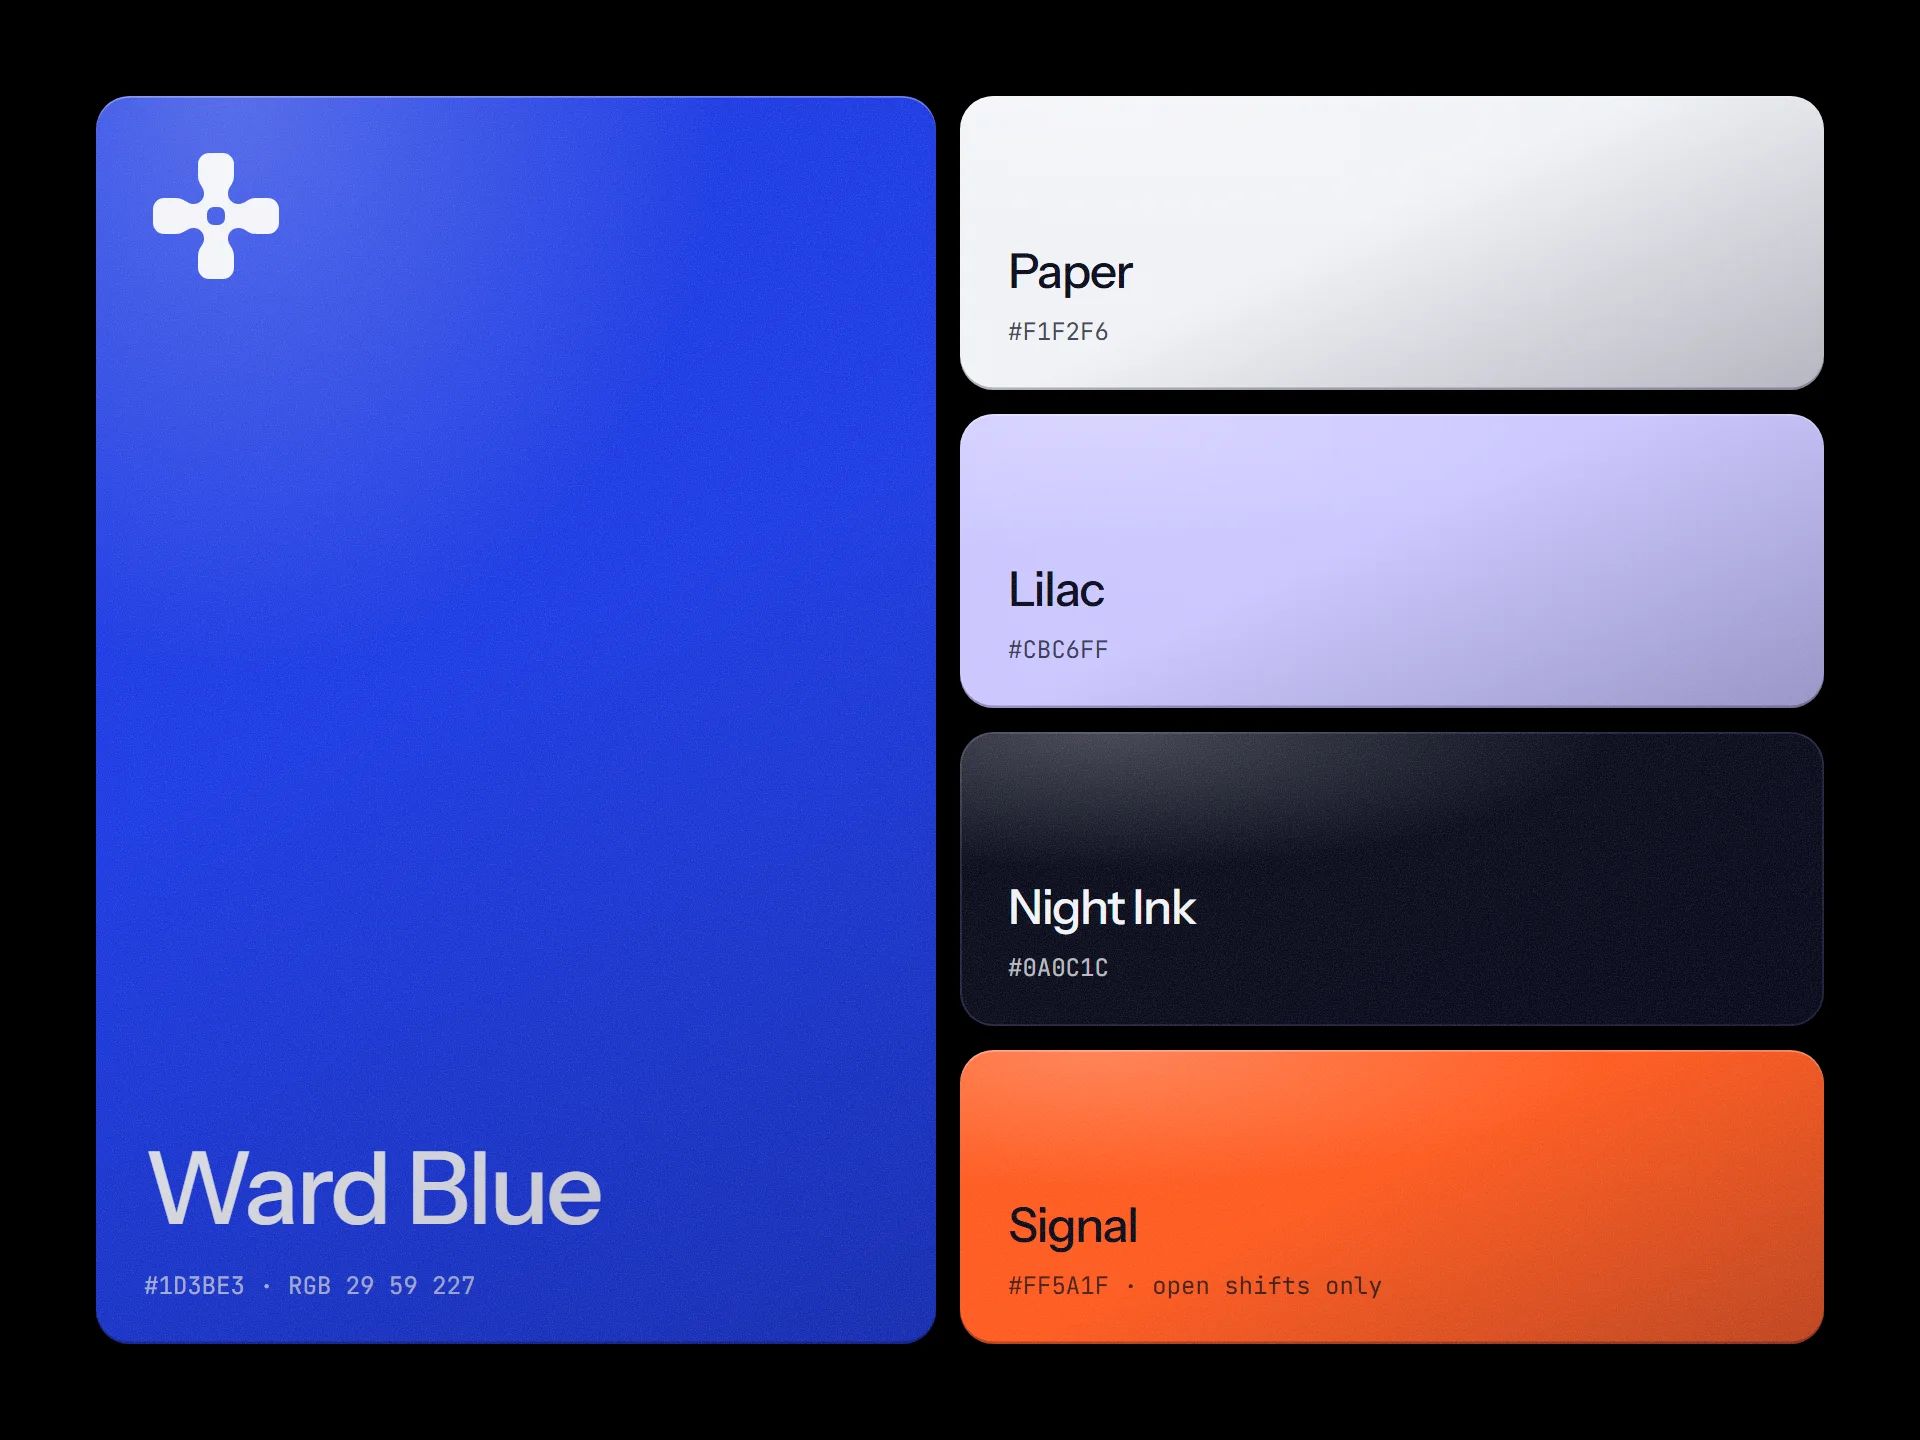 Ward Blue
#1D3BE3 · RGB 29 59 227
Paper
#F1F2F6
Lilac
#CBC6FF
Night Ink
#0A0C1C
Signal
#FF5A1F · open shifts only